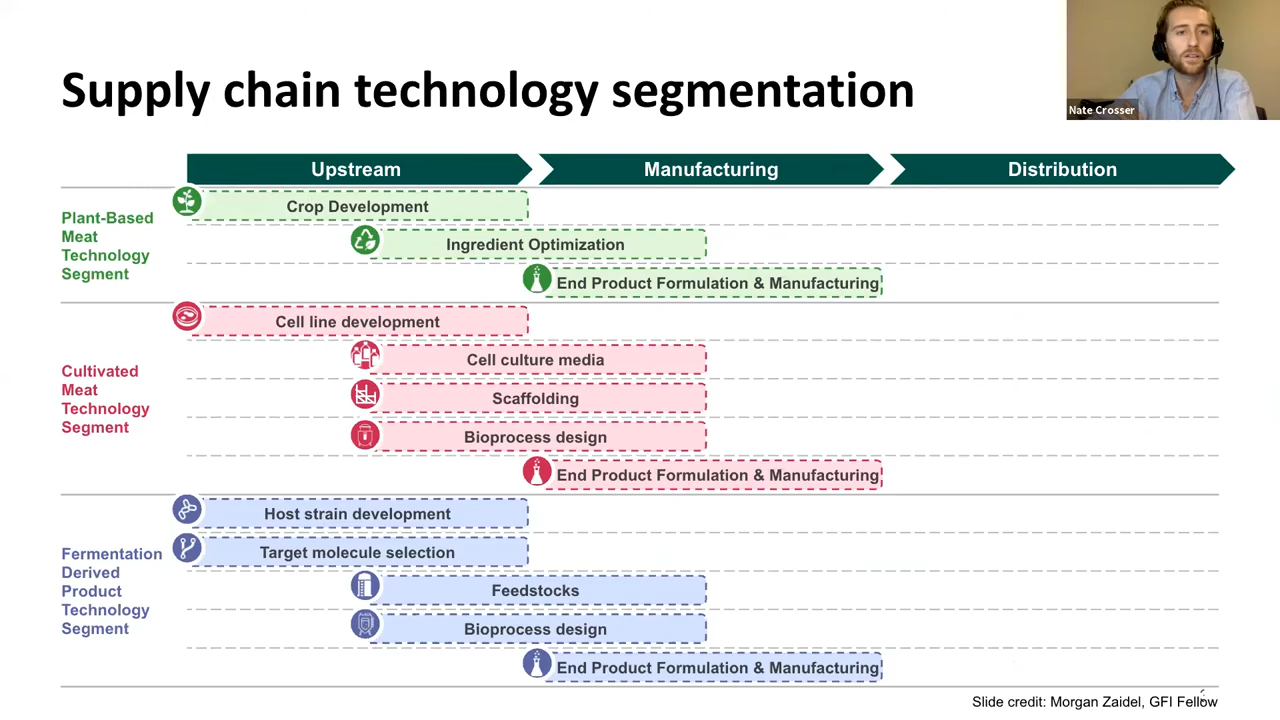 Supply chain technology segmentation
Nate Crosser
Upstream
Manufacturing
Distribution
Plant-Based
Meat
Technology
Segment
Crop Development
Ingredient Optimization
End Product Formulation & Manufacturing
Cultivated
Meat
Technology
Segment
Cell line development
Cell culture media
Scaffolding
Bioprocess design
End Product Formulation & Manufacturing
Fermentation
Derived
Product
Technology
Segment
Host strain development
Target molecule selection
Feedstocks
Bioprocess design
End Product Formulation & Manufacturing
Slide credit: Morgan Zaidel, GFI Fellow